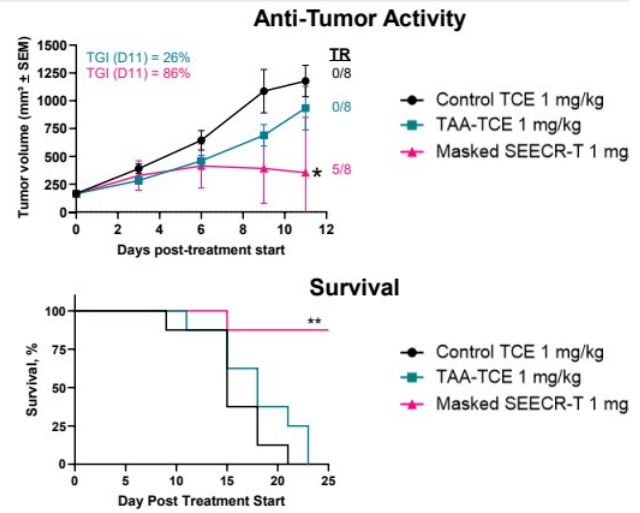 Anti-Tumor Activity
TGI (D11) = 26%
TGI (D11) = 86%
TR
0/8
0/8
5/8
*
Tumor volume (mm³ ± SEM)
1500
1250
1000
750
500
250
0
0 2 4 6 8 10 12
Days post-treatment start
Control TCE 1 mg/kg
TAA-TCE 1 mg/kg
Masked SEECR-T 1 mg
Survival
**
Survival, %
100
75
50
25
0
0 5 10 15 20 25
Day Post Treatment Start
Control TCE 1 mg/kg
TAA-TCE 1 mg/kg
Masked SEECR-T 1 mg